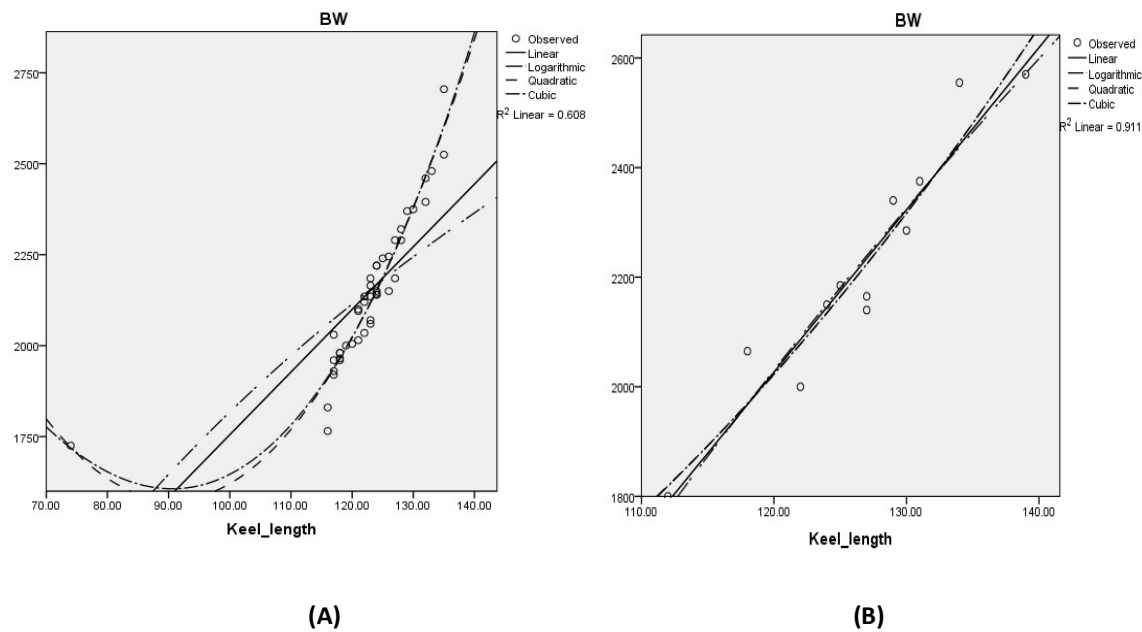 BW
2750
2500
2250
2000
1750
70.00 80.00 90.00 100.00 110.00 120.00 130.00 140.00
Keel_length
Observed
Linear
Logarithmic
Quadratic
Cubic
R² Linear = 0.608
(A)
BW
2600
2400
2200
2000
1800
110.00 120.00 130.00 140.00
Keel_length
Observed
Linear
Logarithmic
Quadratic
Cubic
R² Linear = 0.911
(B)